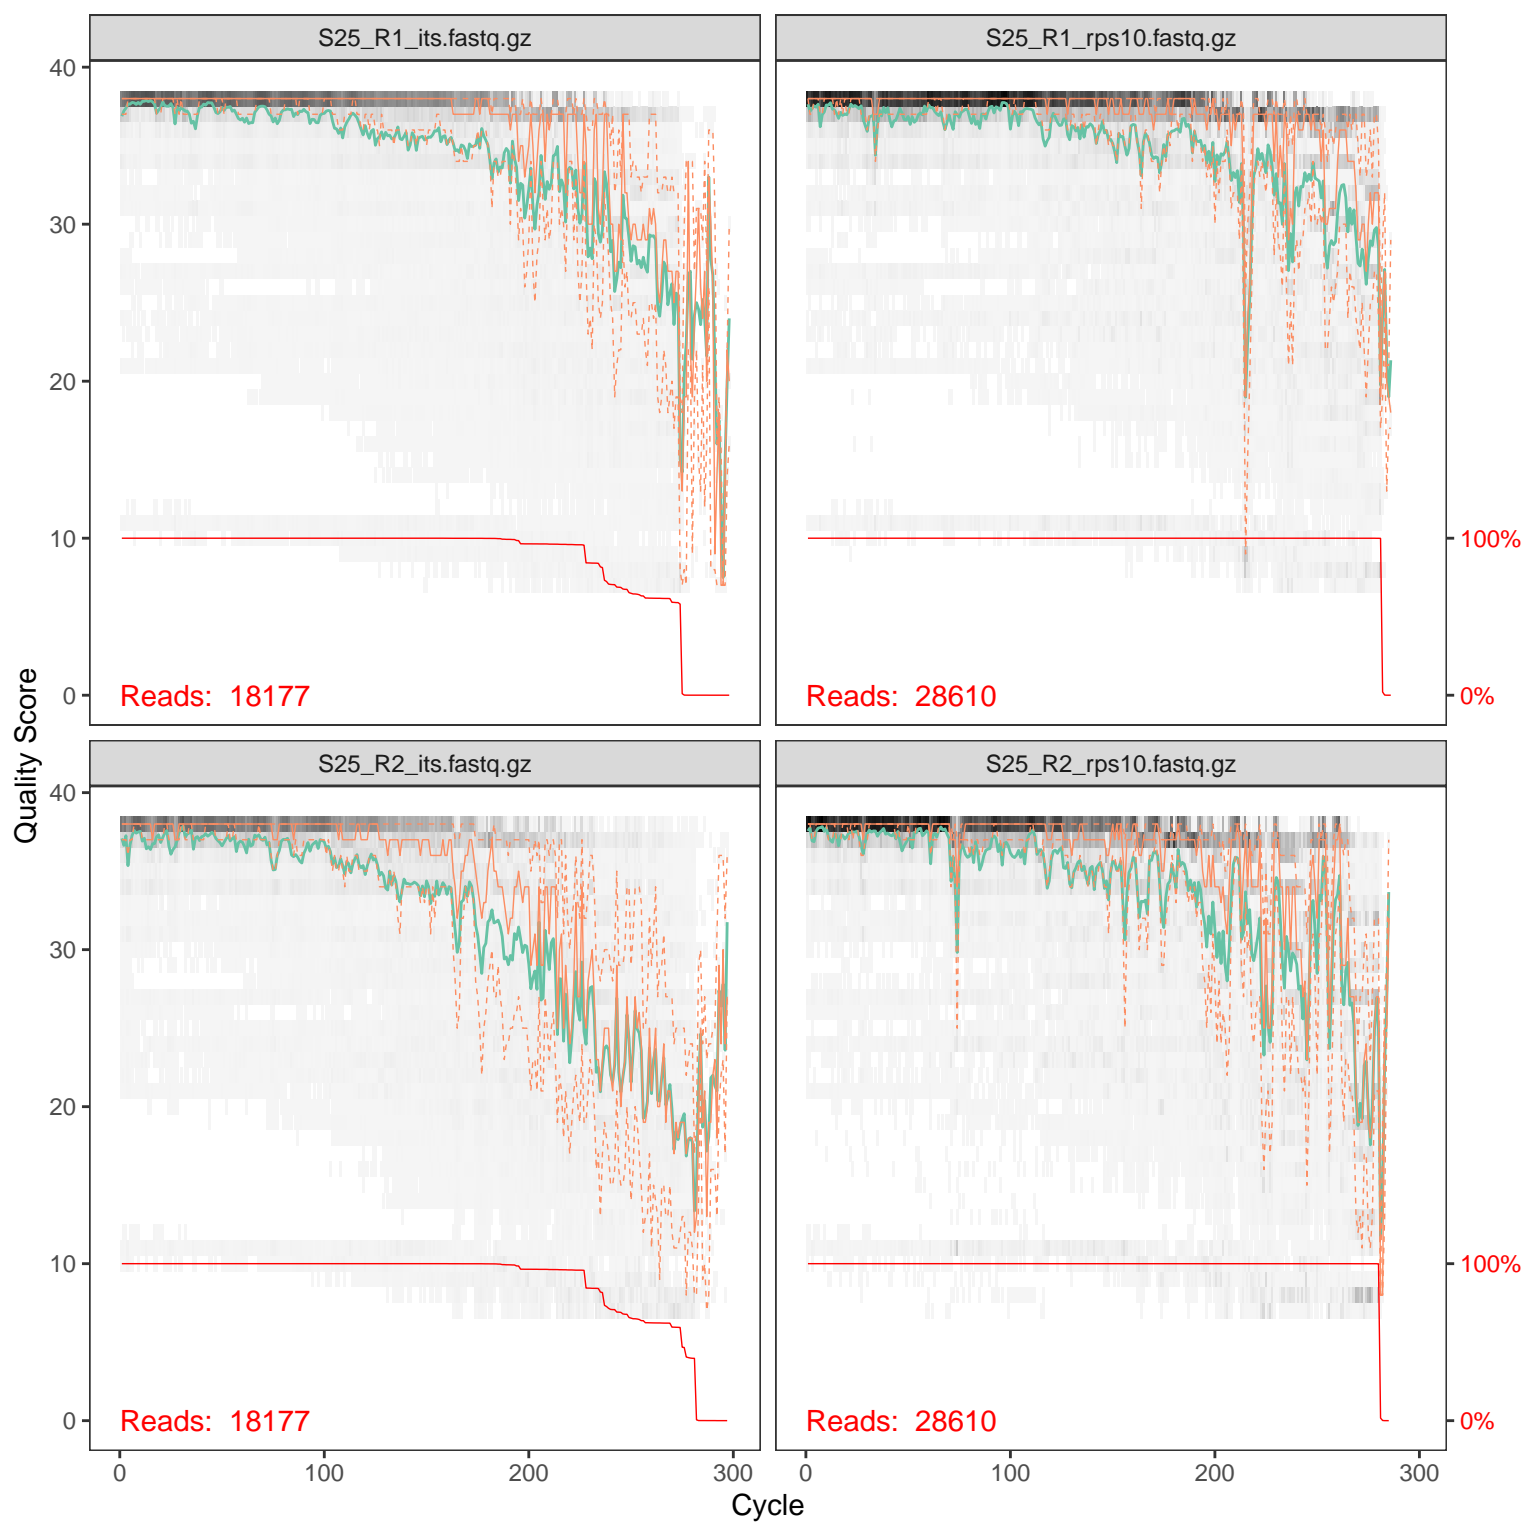 S25_R1_its.fastq.gz
S25_R1_rps10.fastq.gz
40
30
20
10
0
100%
0%
Reads: 18177
Reads: 28610
Quality Score
S25_R2_its.fastq.gz
S25_R2_rps10.fastq.gz
40
30
20
10
0
100%
0%
Reads: 18177
Reads: 28610
0
100
200
300
0
100
200
300
Cycle